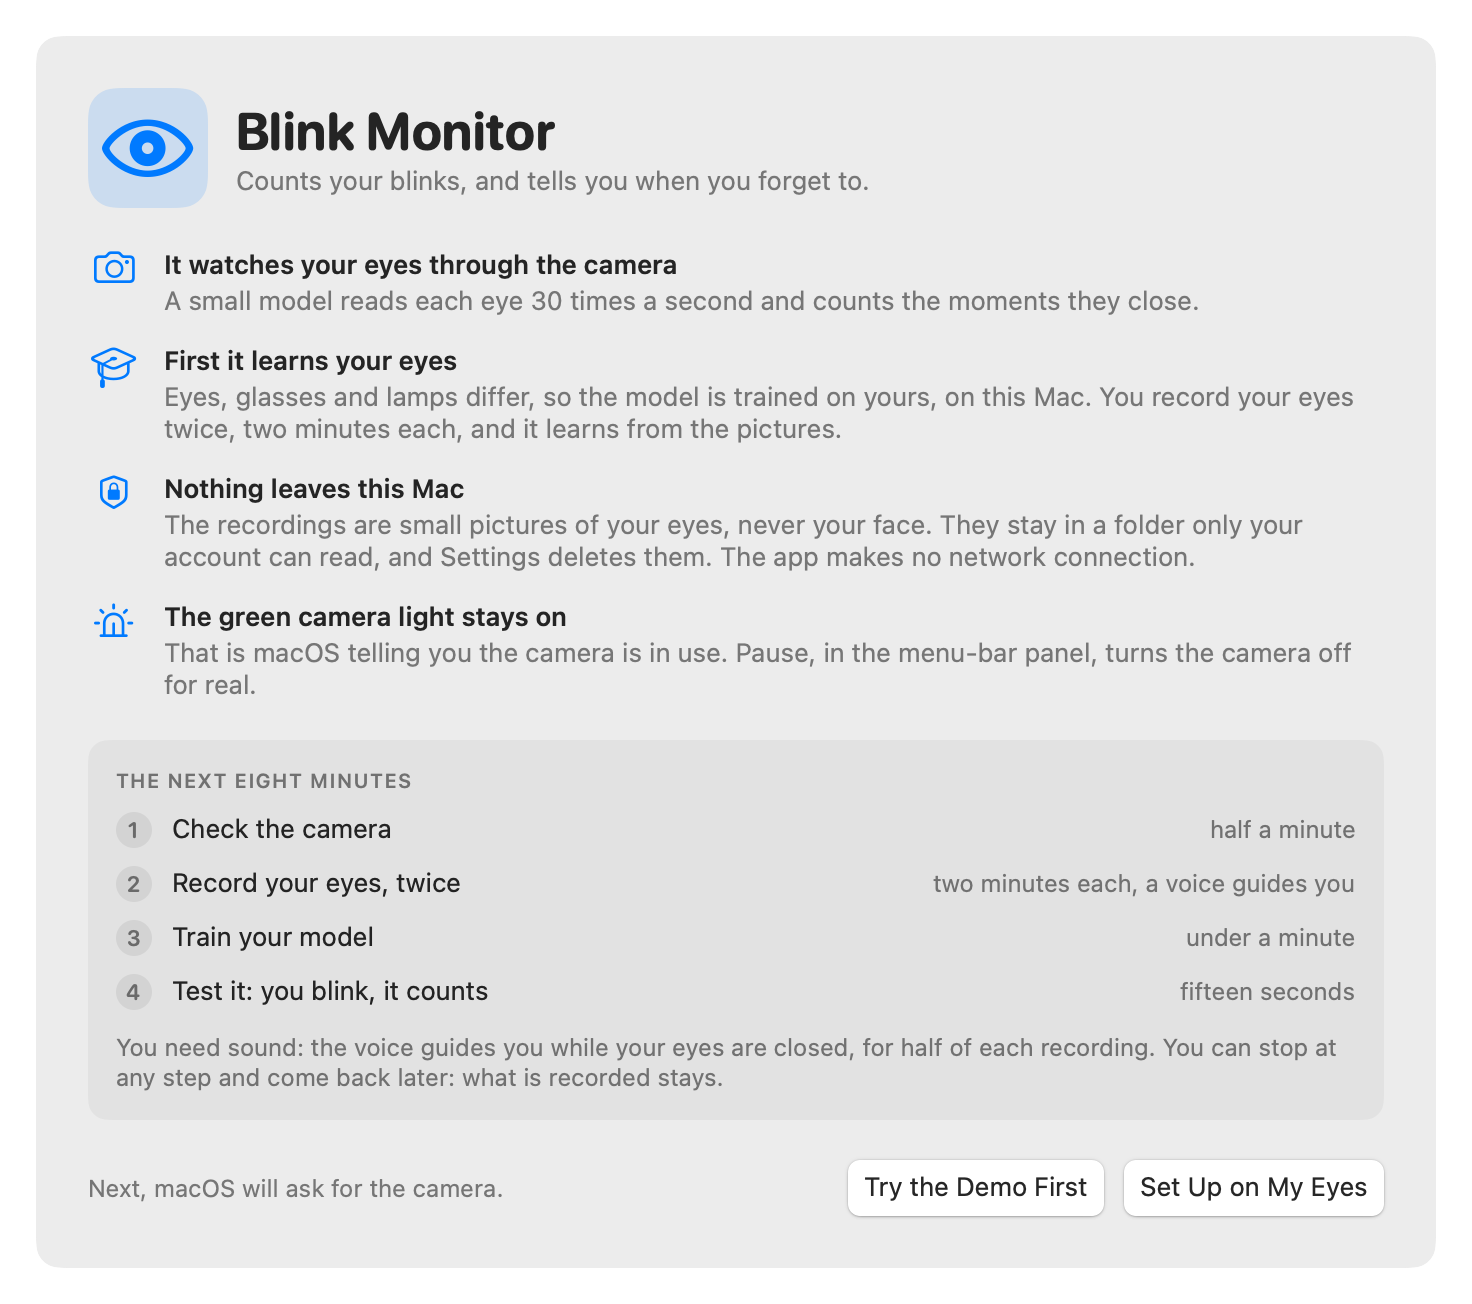 Blink Monitor
Counts your blinks, and tells you when you forget to.
It watches your eyes through the camera
A small model reads each eye 30 times a second and counts the moments they close.
First it learns your eyes
Eyes, glasses and lamps differ, so the model is trained on yours, on this Mac. You record your eyes
twice, two minutes each, and it learns from the pictures.
Nothing leaves this Mac
The recordings are small pictures of your eyes, never your face. They stay in a folder only your
account can read, and Settings deletes them. The app makes no network connection.
The green camera light stays on
That is macOS telling you the camera is in use. Pause, in the menu-bar panel, turns the camera off
for real.
THE NEXT EIGHT MINUTES
1 Check the camera half a minute
2 Record your eyes, twice two minutes each, a voice guides you
3 Train your model under a minute
4 Test it: you blink, it counts fifteen seconds
You need sound: the voice guides you while your eyes are closed, for half of each recording. You can stop at
any step and come back later: what is recorded stays.
Next, macOS will ask for the camera. Try the Demo First Set Up on My Eyes